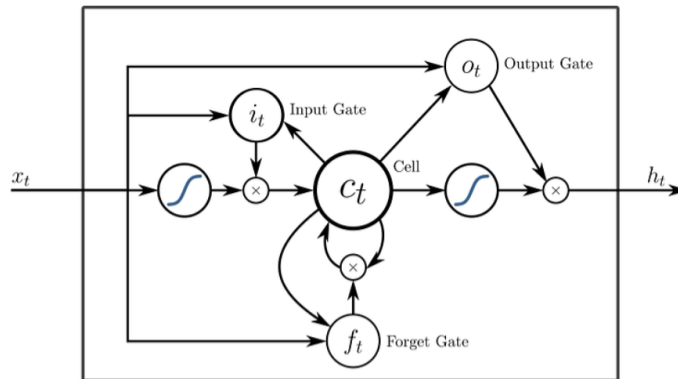 o_t Output Gate
i_t Input Gate
x_t
×
c_t
Cell
×
h_t
×
f_t Forget Gate